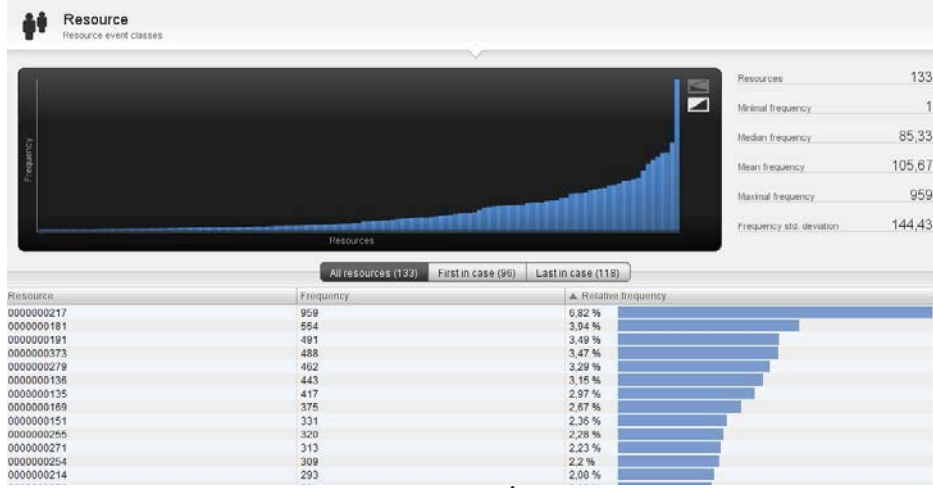 Resource
Resource event classes
Frequency
Resources
Resources 133
Minimal frequency 1
Median frequency 85,33
Mean frequency 105,67
Maximal frequency 959
Frequency std. deviation 144,43
All resources (133) First in case (96) Last in case (118)
Resource Frequency ▲ Relative frequency
0000000217 959 6,82 %
0000000181 554 3,94 %
0000000191 491 3,49 %
0000000373 488 3,47 %
0000000279 462 3,29 %
0000000136 443 3,15 %
0000000135 417 2,97 %
0000000169 375 2,67 %
0000000151 331 2,36 %
0000000255 320 2,28 %
0000000271 313 2,23 %
0000000254 309 2,2 %
0000000214 293 2,08 %